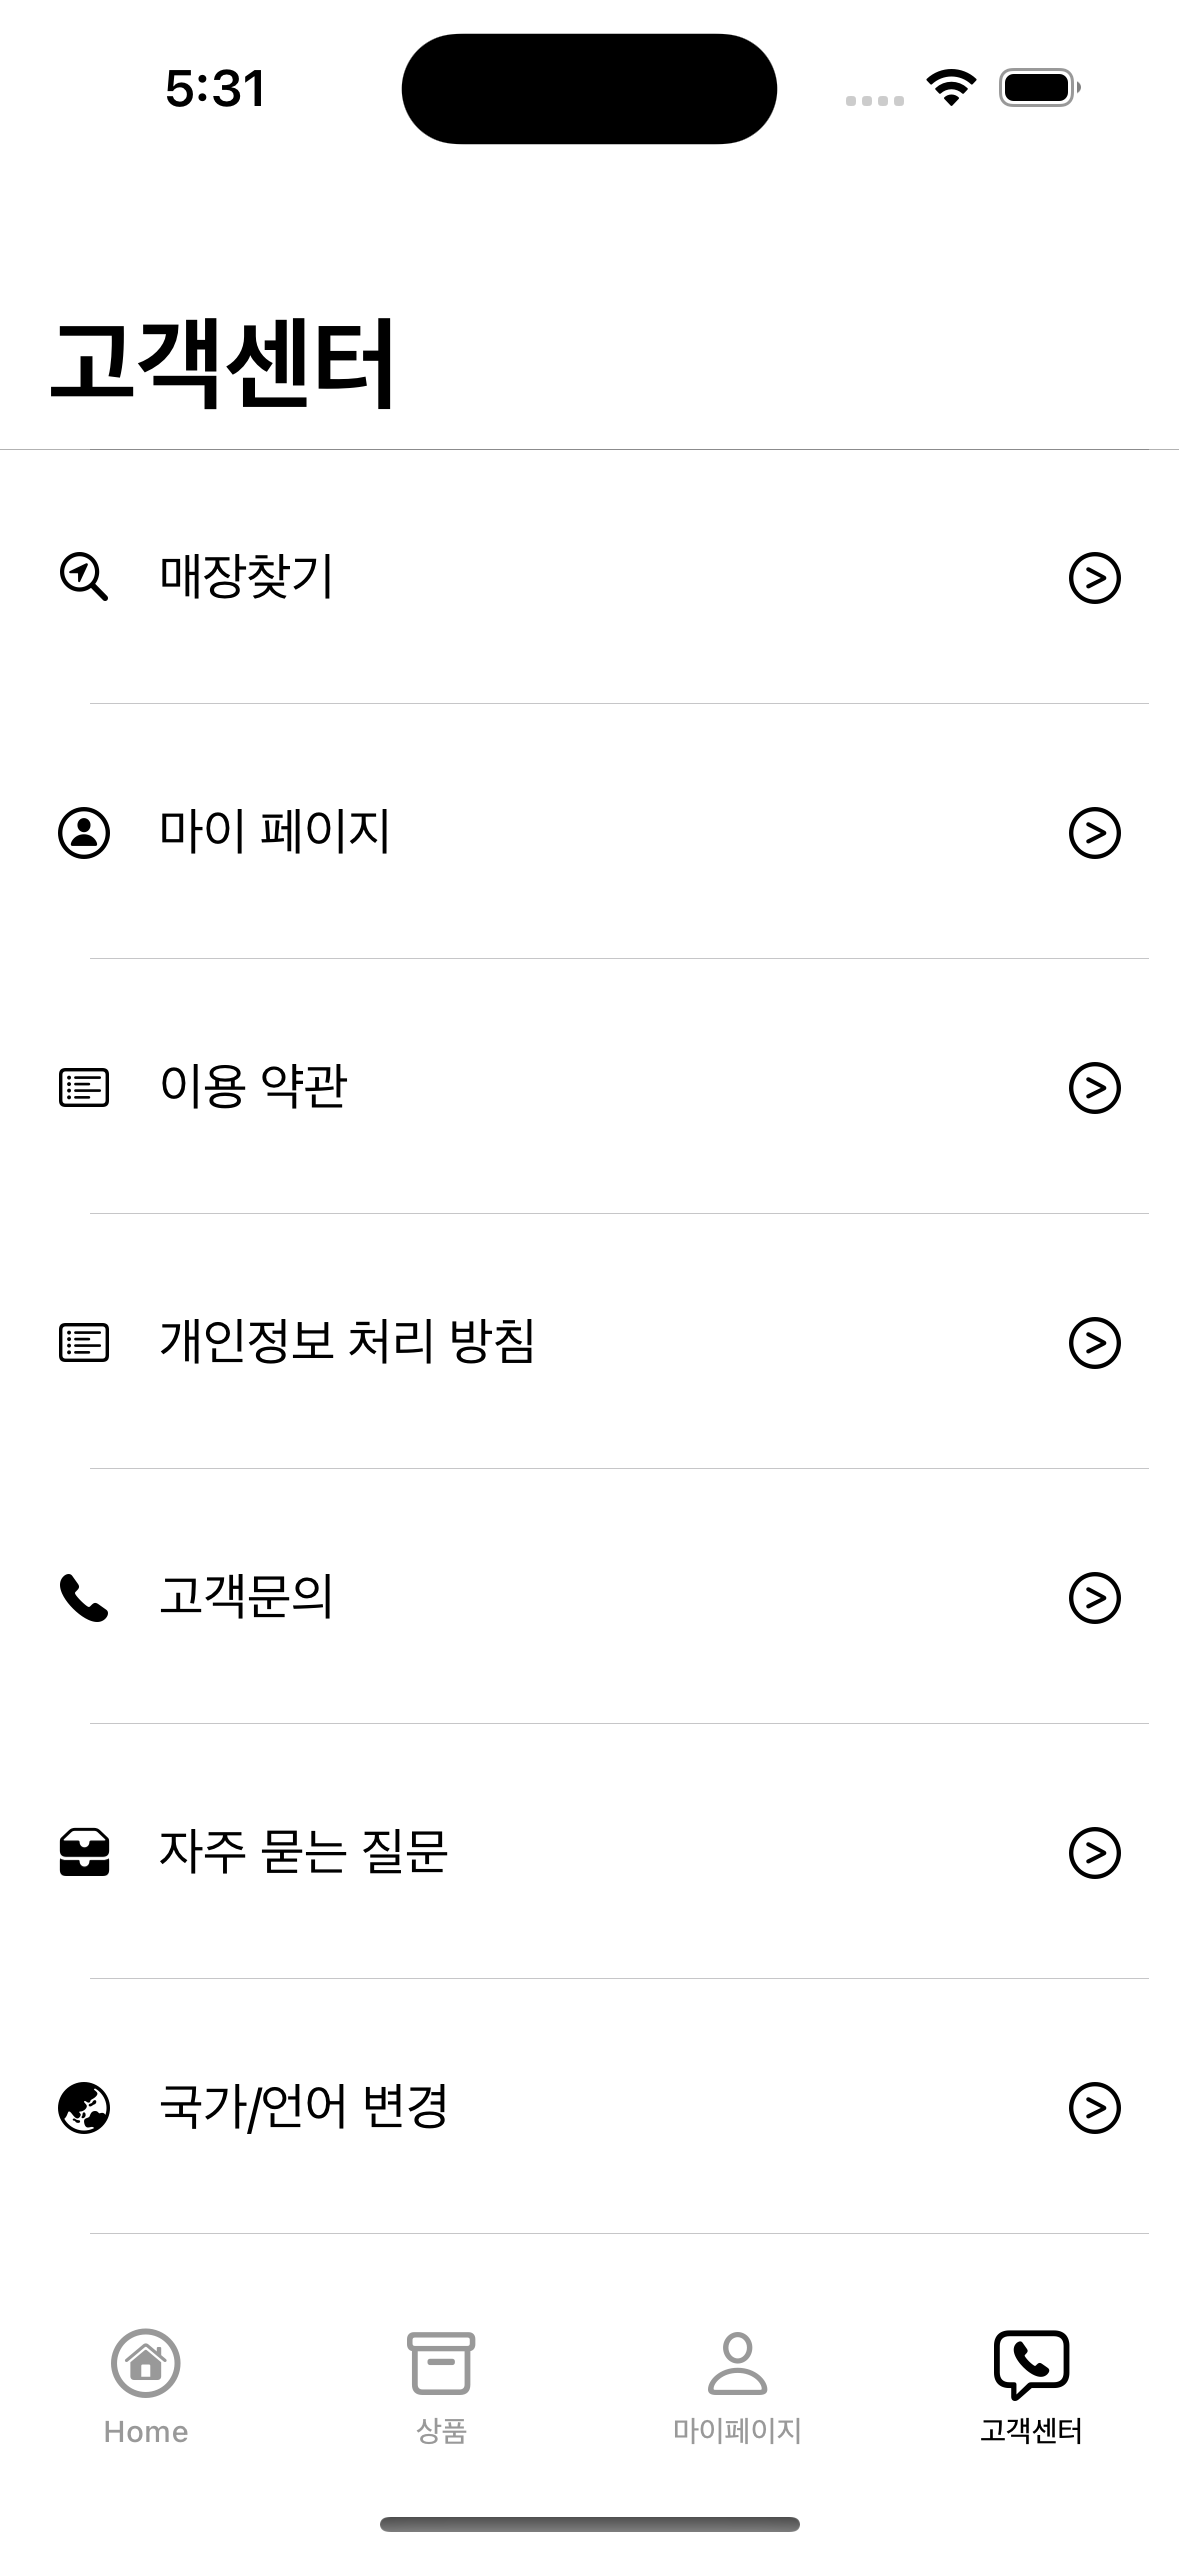 5:31
고객센터
매장찾기
마이 페이지
이용 약관
개인정보 처리 방침
고객문의
자주 묻는 질문
국가/언어 변경
Home
상품
마이페이지
고객센터